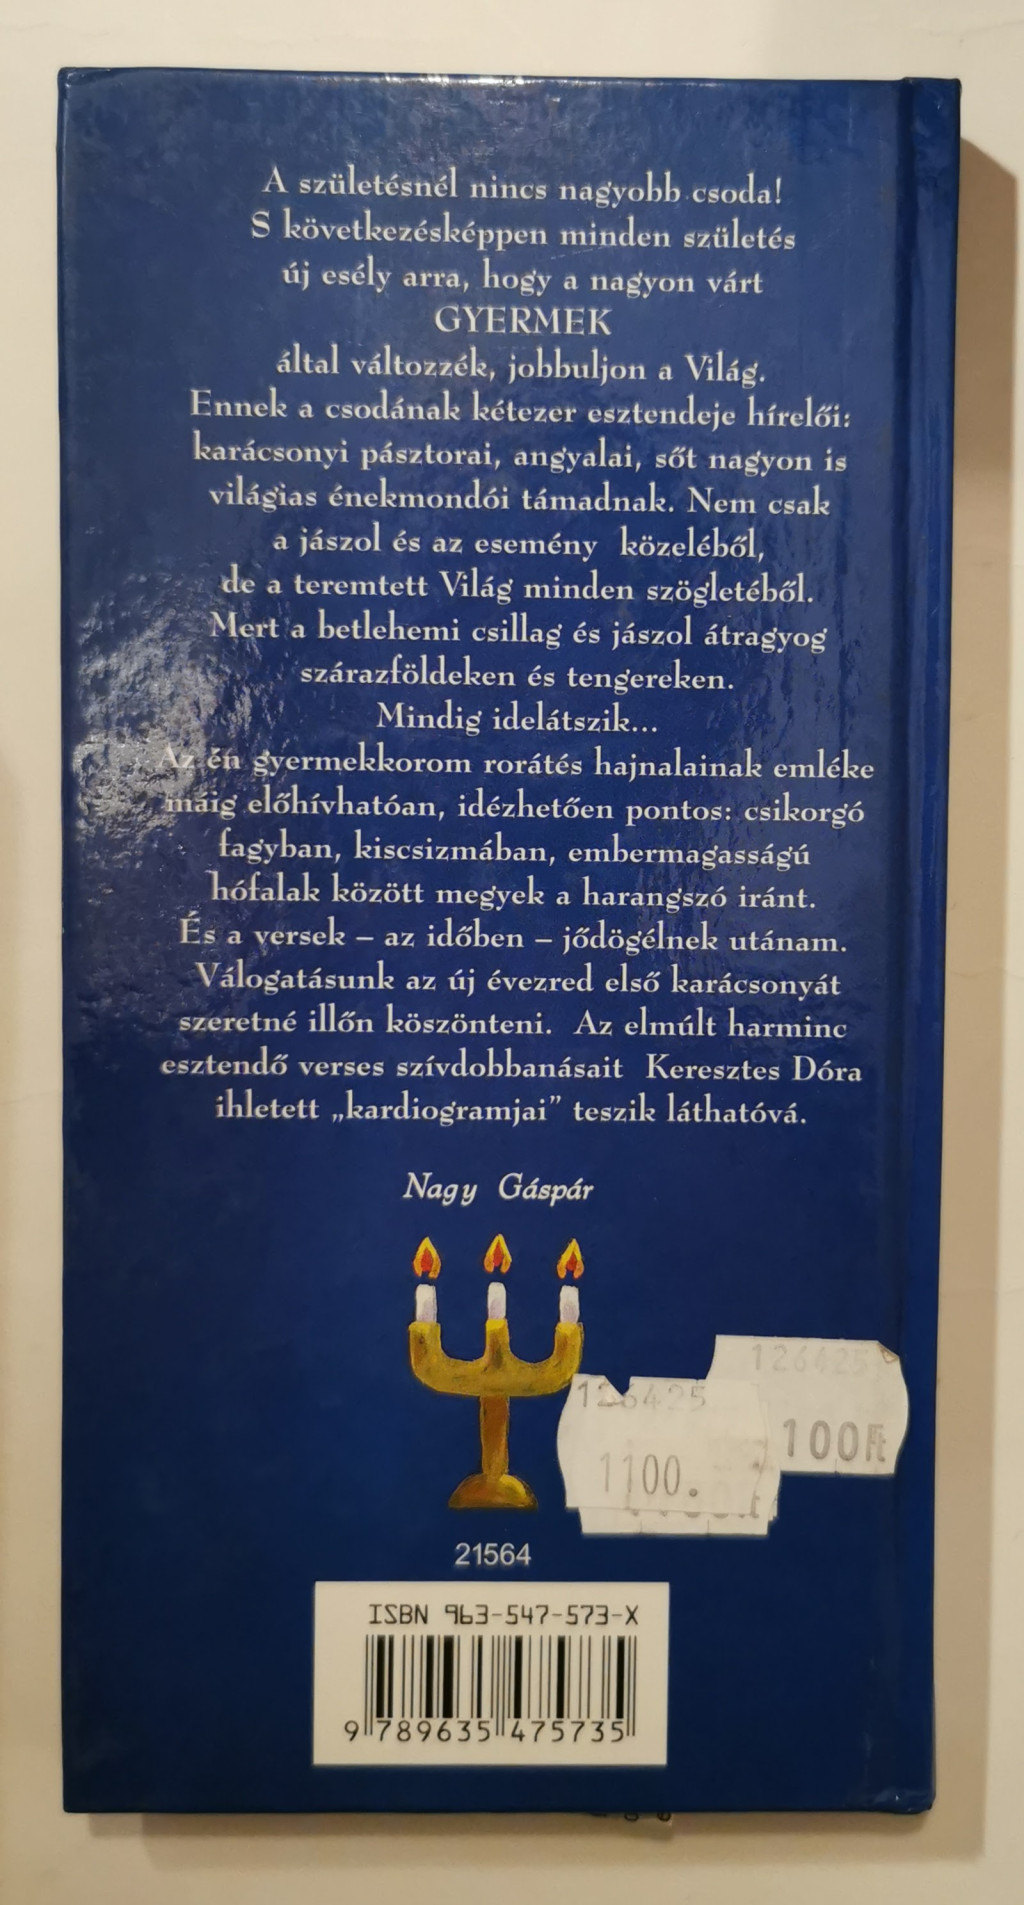 A születésnél nincs nagyobb csoda!
S következésképpen minden születés
új esély arra, hogy a nagyon várt
GYERMEK
által változzék, jobbuljon a Világ.
Ennek a csodának kétezer esztendeje hírelői:
karácsonyi pásztorai, angyalai, sőt nagyon is
világias énekmondói támadnak. Nem csak
a jászol és az esemény közeléből,
de a teremtett Világ minden szögletéből.
Mert a betlehemi csillag és jászol átragyog
szárazföldeken és tengereken.
Mindig idelátszik...
Az én gyermekkorom rorátés hajnalainak emléke
máig előhívhatóan, idézhetően pontos: csikorgó
fagyban, kiscsizmában, embermagasságú
hófalak között megyek a harangszó iránt.
És a versek – az időben – jődögélnek utánam.
Válogatásunk az új évezred első karácsonyát
szeretné illőn köszönteni. Az elmúlt harminc
esztendő verses szívdobbanásait Keresztes Dóra
ihletett „kardiogramjai” teszik láthatóvá.
Nagy Gáspár
126425
100Ft
126425
1100.
21564
ISBN 963-547-573-X
9 789635 475735